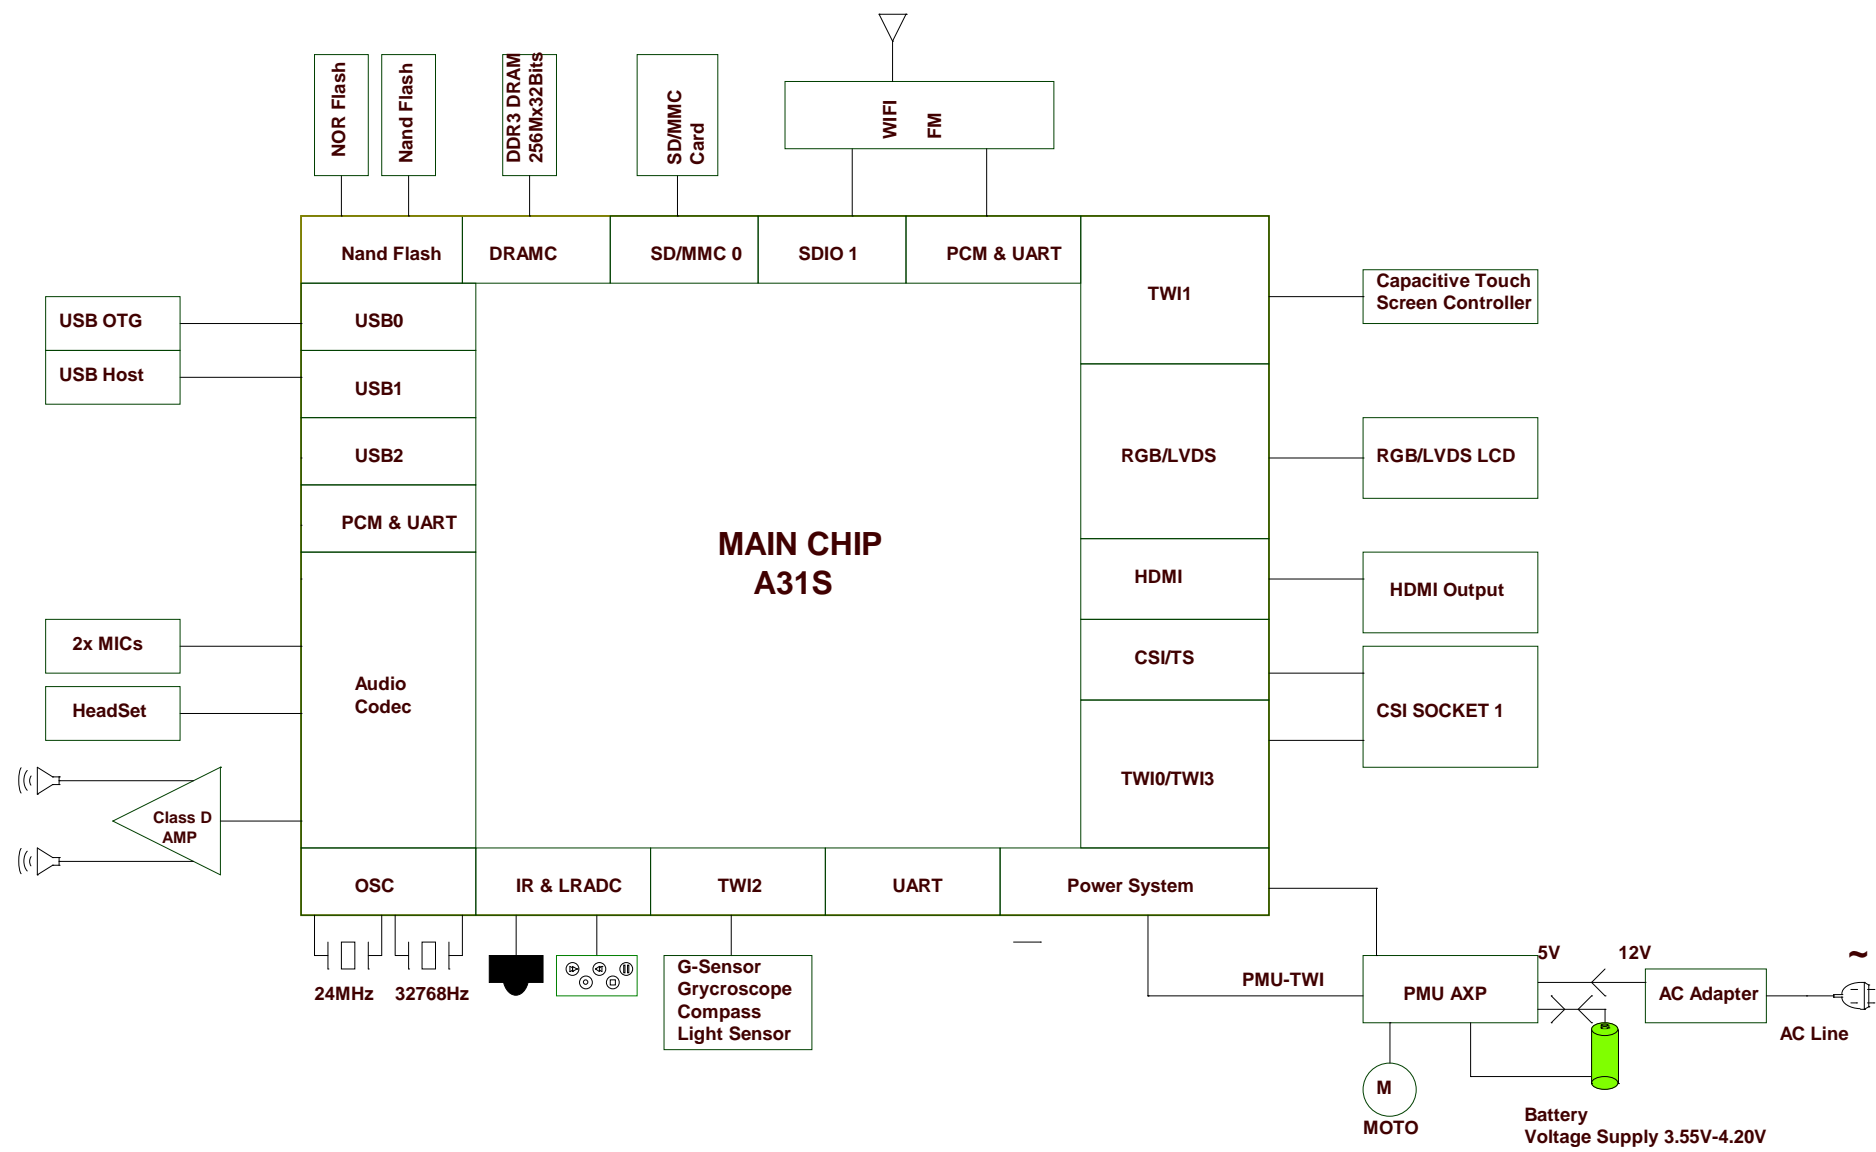 NOR Flash
Nand Flash
DDR3 DRAM
256Mx32Bits
SD/MMC
Card
WIFI
FM
Nand Flash
DRAMC
SD/MMC 0
SDIO 1
PCM & UART
TWI1
Capacitive Touch
Screen Controller
USB OTG
USB0
USB Host
USB1
USB2
RGB/LVDS
RGB/LVDS LCD
PCM & UART
MAIN CHIP
A31S
HDMI
HDMI Output
2x MICs
CSI/TS
Audio
Codec
HeadSet
CSI SOCKET 1
TWI0/TWI3
Class D
AMP
OSC
IR & LRADC
TWI2
UART
Power System
24MHz
32768Hz
G-Sensor
Grycroscope
Compass
Light Sensor
PMU-TWI
PMU AXP
5V
12V
~
AC Adapter
AC Line
M
MOTO
Battery
Voltage Supply 3.55V-4.20V